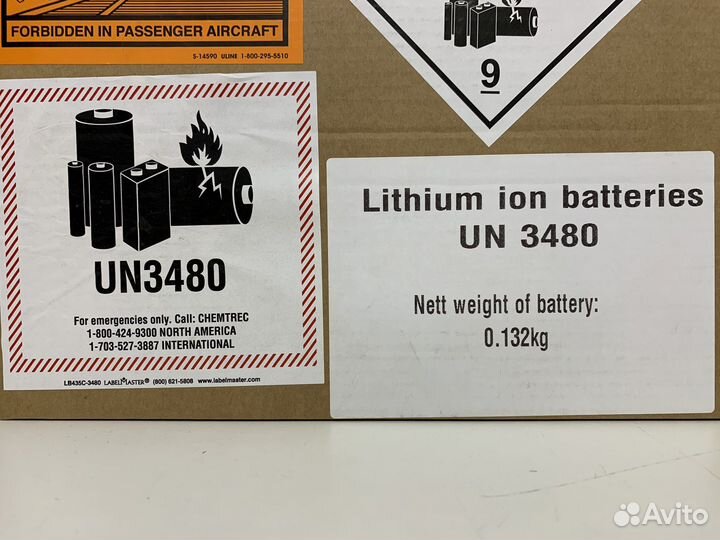 FORBIDDEN IN PASSENGER AIRCRAFT
S-14590 ULINE 1-800-295-5510
9
UN3480
For emergencies only. Call: CHEMTREC
1-800-424-9300 NORTH AMERICA
1-703-527-3887 INTERNATIONAL
LB435C-3480 LABELMASTER® (800) 621-5808 www.labelmaster.com
Lithium ion batteries
UN 3480
Nett weight of battery:
0.132kg
Avito